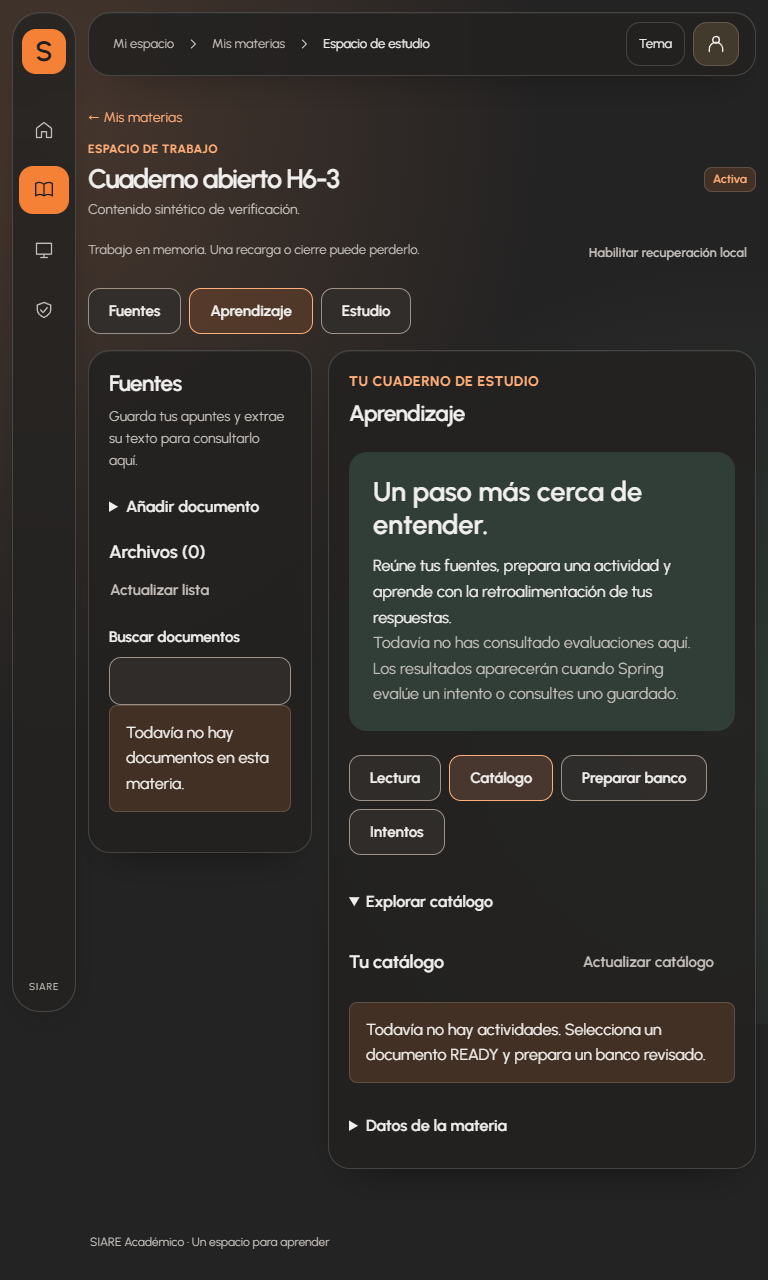 S
Mi espacio > Mis materias > Espacio de estudio
Tema
← Mis materias
ESPACIO DE TRABAJO
Cuaderno abierto H6-3
Activa
Contenido sintético de verificación.
Trabajo en memoria. Una recarga o cierre puede perderlo.
Habilitar recuperación local
Fuentes
Aprendizaje
Estudio
Fuentes
Guarda tus apuntes y extrae
su texto para consultarlo
aquí.
Añadir documento
Archivos (0)
Actualizar lista
Buscar documentos
Todavía no hay
documentos en esta
materia.
TU CUADERNO DE ESTUDIO
Aprendizaje
Un paso más cerca de
entender.
Reúne tus fuentes, prepara una actividad y
aprende con la retroalimentación de tus
respuestas.
Todavía no has consultado evaluaciones aquí.
Los resultados aparecerán cuando Spring
evalúe un intento o consultes uno guardado.
Lectura
Catálogo
Preparar banco
Intentos
Explorar catálogo
Tu catálogo
Actualizar catálogo
Todavía no hay actividades. Selecciona un
documento READY y prepara un banco revisado.
Datos de la materia
SIARE
SIARE Académico · Un espacio para aprender